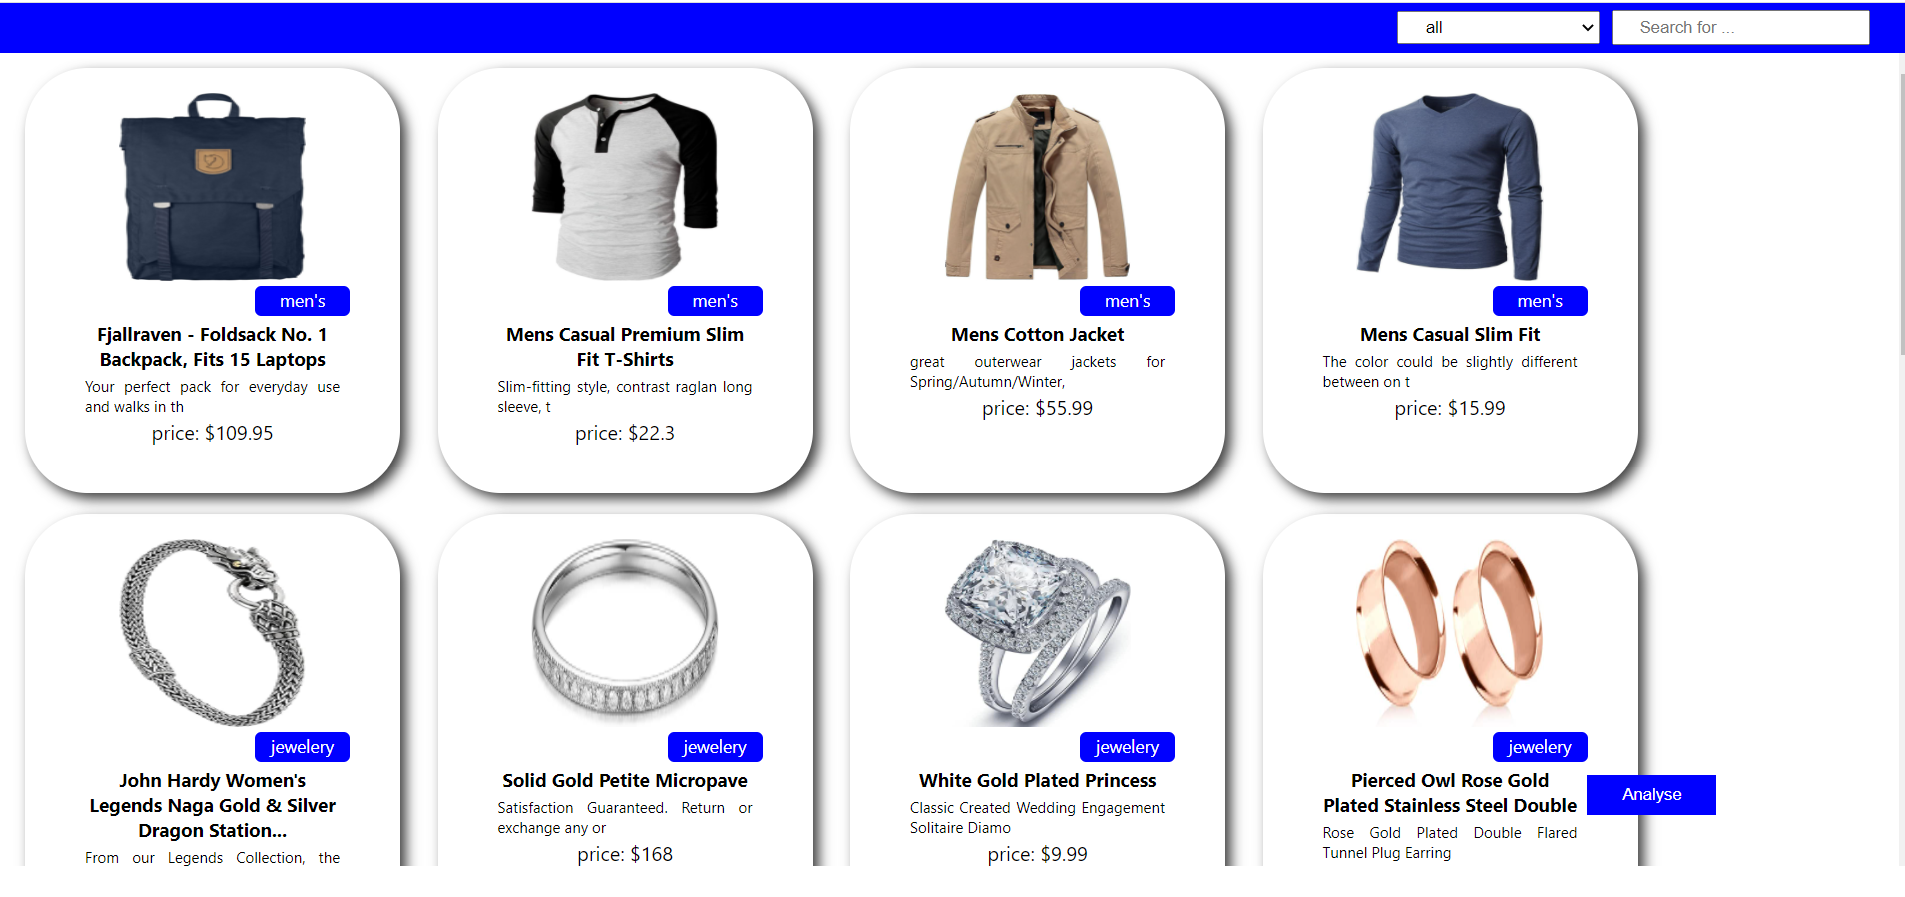 all
Search for ...
men's
Fjallraven - Foldsack No. 1
Backpack, Fits 15 Laptops
Your perfect pack for everyday use
and walks in th
price: $109.95
men's
Mens Casual Premium Slim
Fit T-Shirts
Slim-fitting style, contrast raglan long
sleeve, t
price: $22.3
men's
Mens Cotton Jacket
great outerwear jackets for
Spring/Autumn/Winter,
price: $55.99
men's
Mens Casual Slim Fit
The color could be slightly different
between on t
price: $15.99
jewelery
John Hardy Women's
Legends Naga Gold & Silver
Dragon Station...
From our Legends Collection, the
jewelery
Solid Gold Petite Micropave
Satisfaction Guaranteed. Return or
exchange any or
price: $168
jewelery
White Gold Plated Princess
Classic Created Wedding Engagement
Solitaire Diamo
price: $9.99
jewelery
Pierced Owl Rose Gold
Plated Stainless Steel Double
Rose Gold Plated Double Flared
Tunnel Plug Earring
Analyse